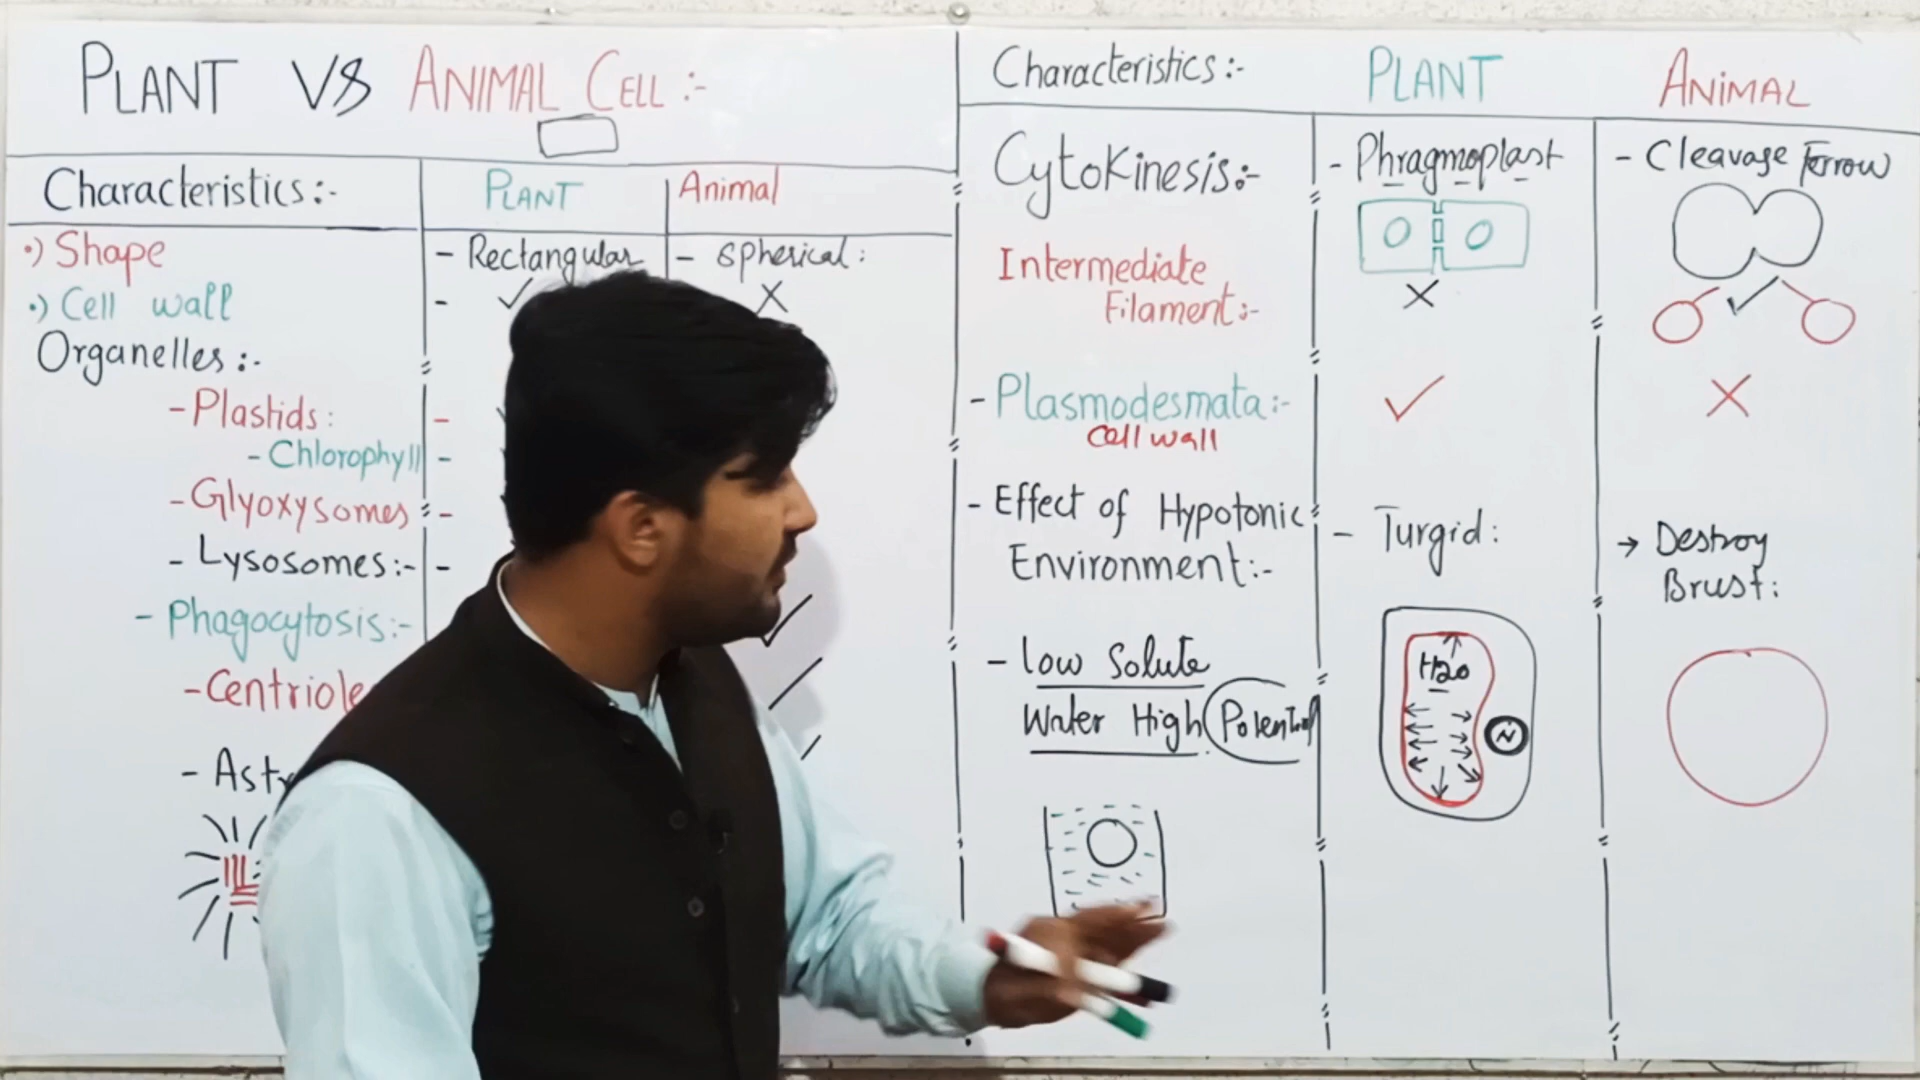 PLANT VS ANIMAL CELL :-
Characteristics :- PLANT Animal
•) Shape - Rectangular - spherical :
•) Cell wall - ✓ X
Organelles :-
- Plastids : -
- Chlorophyll -
- Glyoxysomes -
- Lysosomes :- -
- Phagocytosis :- ✓
- Centriole
- Ast
Characteristics :- PLANT ANIMAL
Cytokinesis :- - Phragmoplast - Cleavage Ferrow
Intermediate
Filament :- X ✓
- Plasmodesmata :- ✓ X
Cell wall
- Effect of Hypotonic
Environment :- - Turgid : → Destroy
Brust :
- low Solute
Water High Potential
H2O
N